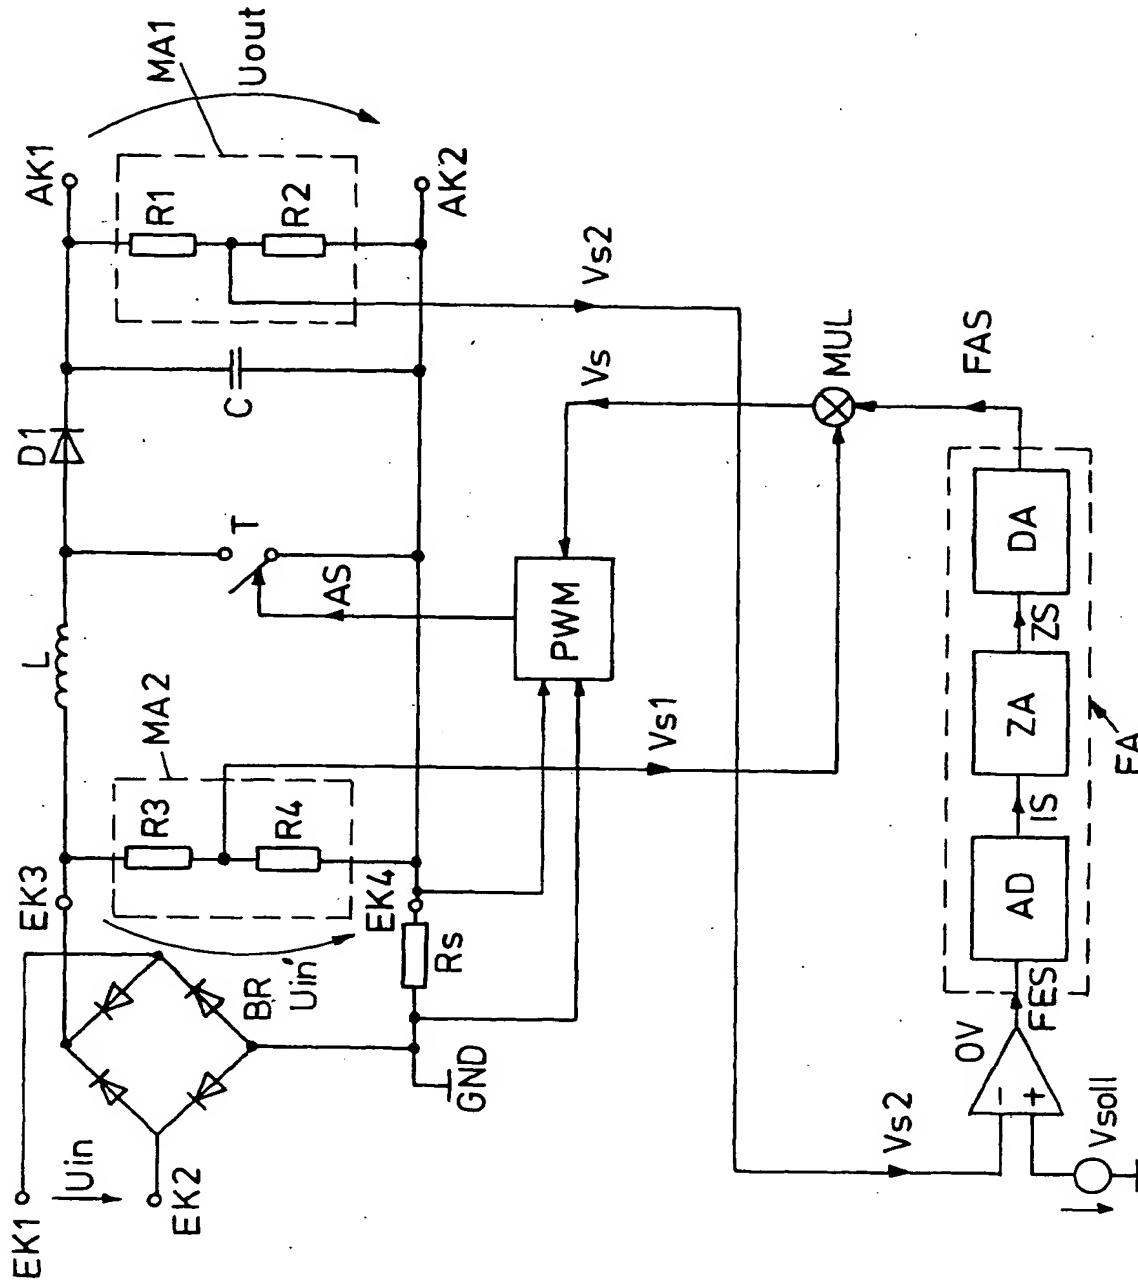 EK1
Uin
EK2
BR
EK3
Uin'
EK4
Rs
GND
MA2
R3
R4
L
T
AS
D1
C
MA1
R1
R2
AK1
AK2
Uout
PWM
Vs1
Vs
Vs2
MUL
FAS
Vs2
OV
-
+
Vsoll
FES
AD
IS
ZA
ZS
DA
FA